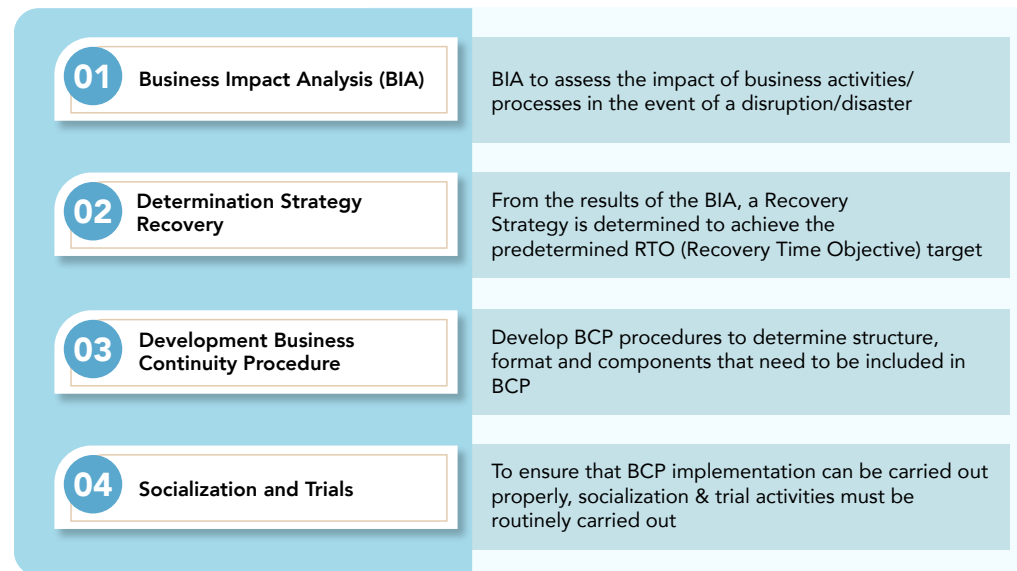 01
Business Impact Analysis (BIA)
BIA to assess the impact of business activities/
processes in the event of a disruption/disaster
02
Determination Strategy
Recovery
From the results of the BIA, a Recovery
Strategy is determined to achieve the
predetermined RTO (Recovery Time Objective) target
03
Development Business
Continuity Procedure
Develop BCP procedures to determine structure,
format and components that need to be included in
BCP
04
Socialization and Trials
To ensure that BCP implementation can be carried out
properly, socialization & trial activities must be
routinely carried out